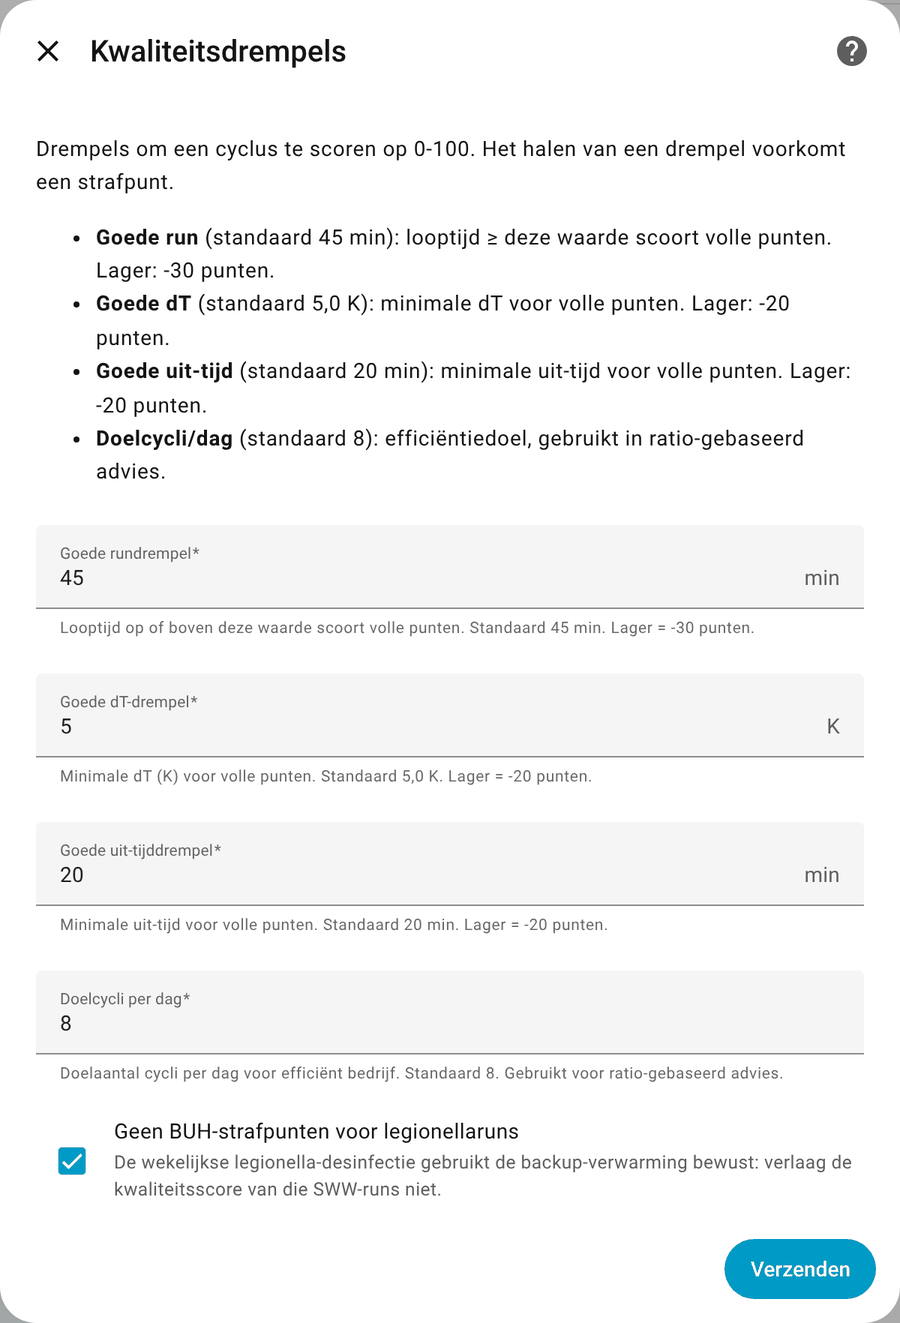 Kwaliteitsdrempels
?
Drempels om een cyclus te scoren op 0-100. Het halen van een drempel voorkomt
een strafpunt.
• Goede run (standaard 45 min): looptijd ≥ deze waarde scoort volle punten.
Lager: -30 punten.
• Goede dT (standaard 5,0 K): minimale dT voor volle punten. Lager: -20
punten.
• Goede uit-tijd (standaard 20 min): minimale uit-tijd voor volle punten. Lager:
-20 punten.
• Doelcycli/dag (standaard 8): efficiëntiedoel, gebruikt in ratio-gebaseerd
advies.
Goede rundrempel*
45 min
Looptijd op of boven deze waarde scoort volle punten. Standaard 45 min. Lager = -30 punten.
Goede dT-drempel*
5 K
Minimale dT (K) voor volle punten. Standaard 5,0 K. Lager = -20 punten.
Goede uit-tijddrempel*
20 min
Minimale uit-tijd voor volle punten. Standaard 20 min. Lager = -20 punten.
Doelcycli per dag*
8
Doelaantal cycli per dag voor efficiënt bedrijf. Standaard 8. Gebruikt voor ratio-gebaseerd advies.
Geen BUH-strafpunten voor legionellaruns
De wekelijkse legionella-desinfectie gebruikt de backup-verwarming bewust: verlaag de
kwaliteitsscore van die SWW-runs niet.
Verzenden